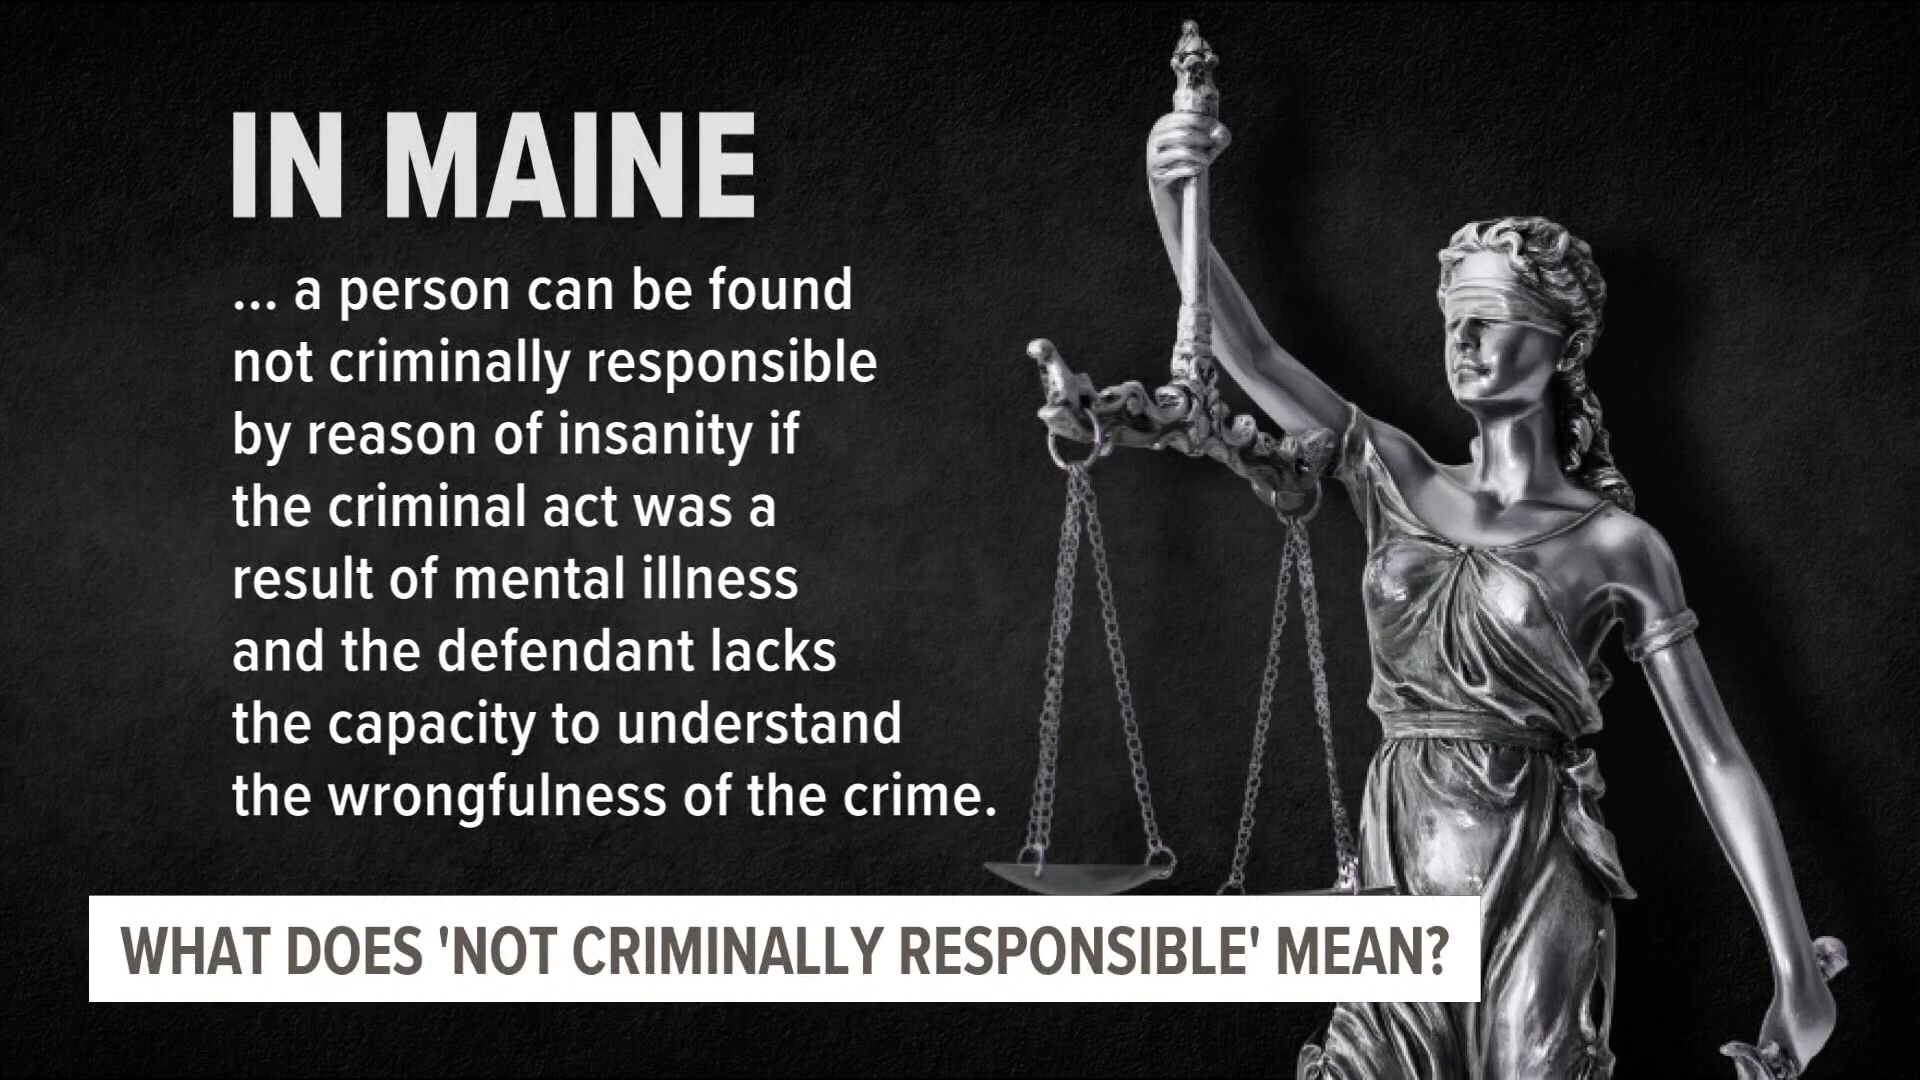 IN MAINE
... a person can be found
not criminally responsible
by reason of insanity if
the criminal act was a
result of mental illness
and the defendant lacks
the capacity to understand
the wrongfulness of the crime.
WHAT DOES 'NOT CRIMINALLY RESPONSIBLE' MEAN?